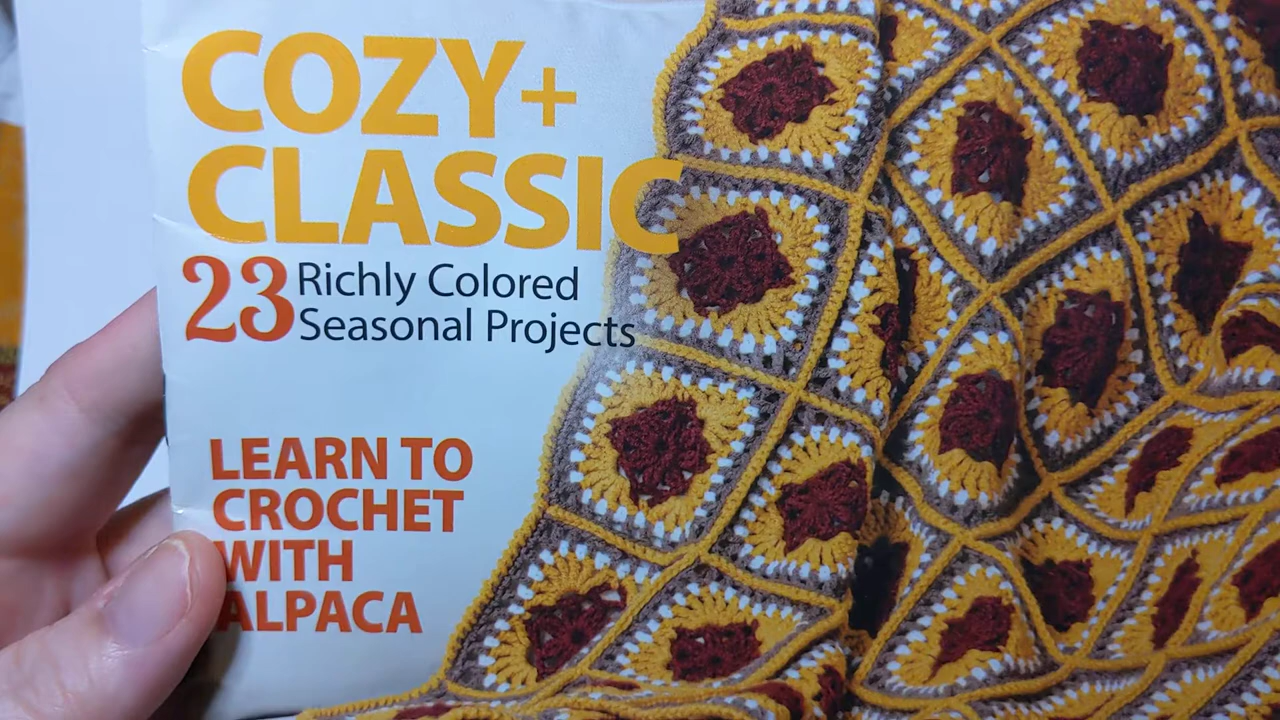 COZY+
CLASSIC
23 Richly Colored
Seasonal Projects
LEARN TO
CROCHET
WITH
ALPACA